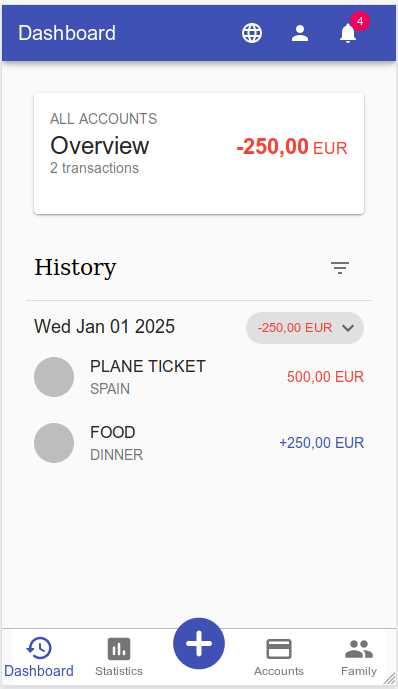 Dashboard
4
ALL ACCOUNTS
Overview -250,00 EUR
2 transactions
History
Wed Jan 01 2025 -250,00 EUR
PLANE TICKET
SPAIN
500,00 EUR
FOOD
DINNER
+250,00 EUR
Dashboard Statistics Accounts Family